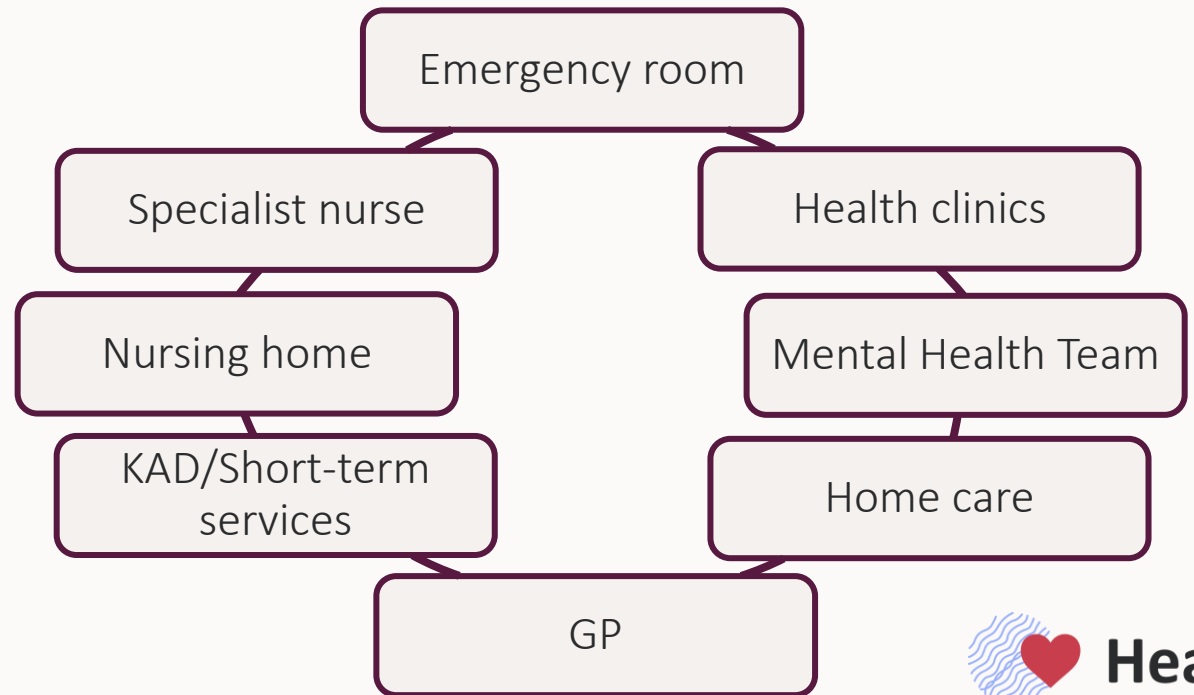 Emergency room
Specialist nurse
Health clinics
Nursing home
Mental Health Team
KAD/Short-term
services
Home care
GP